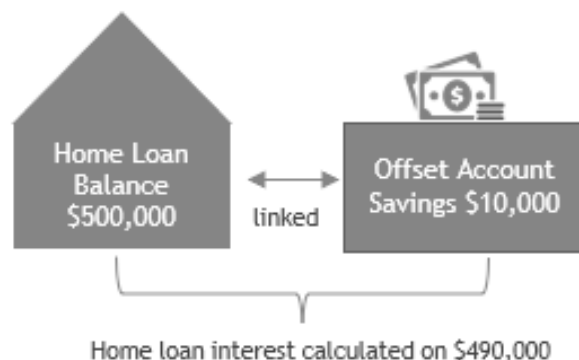 Home Loan
Balance
$500,000
linked
$
Offset Account
Savings $10,000
Home loan interest calculated on $490,000